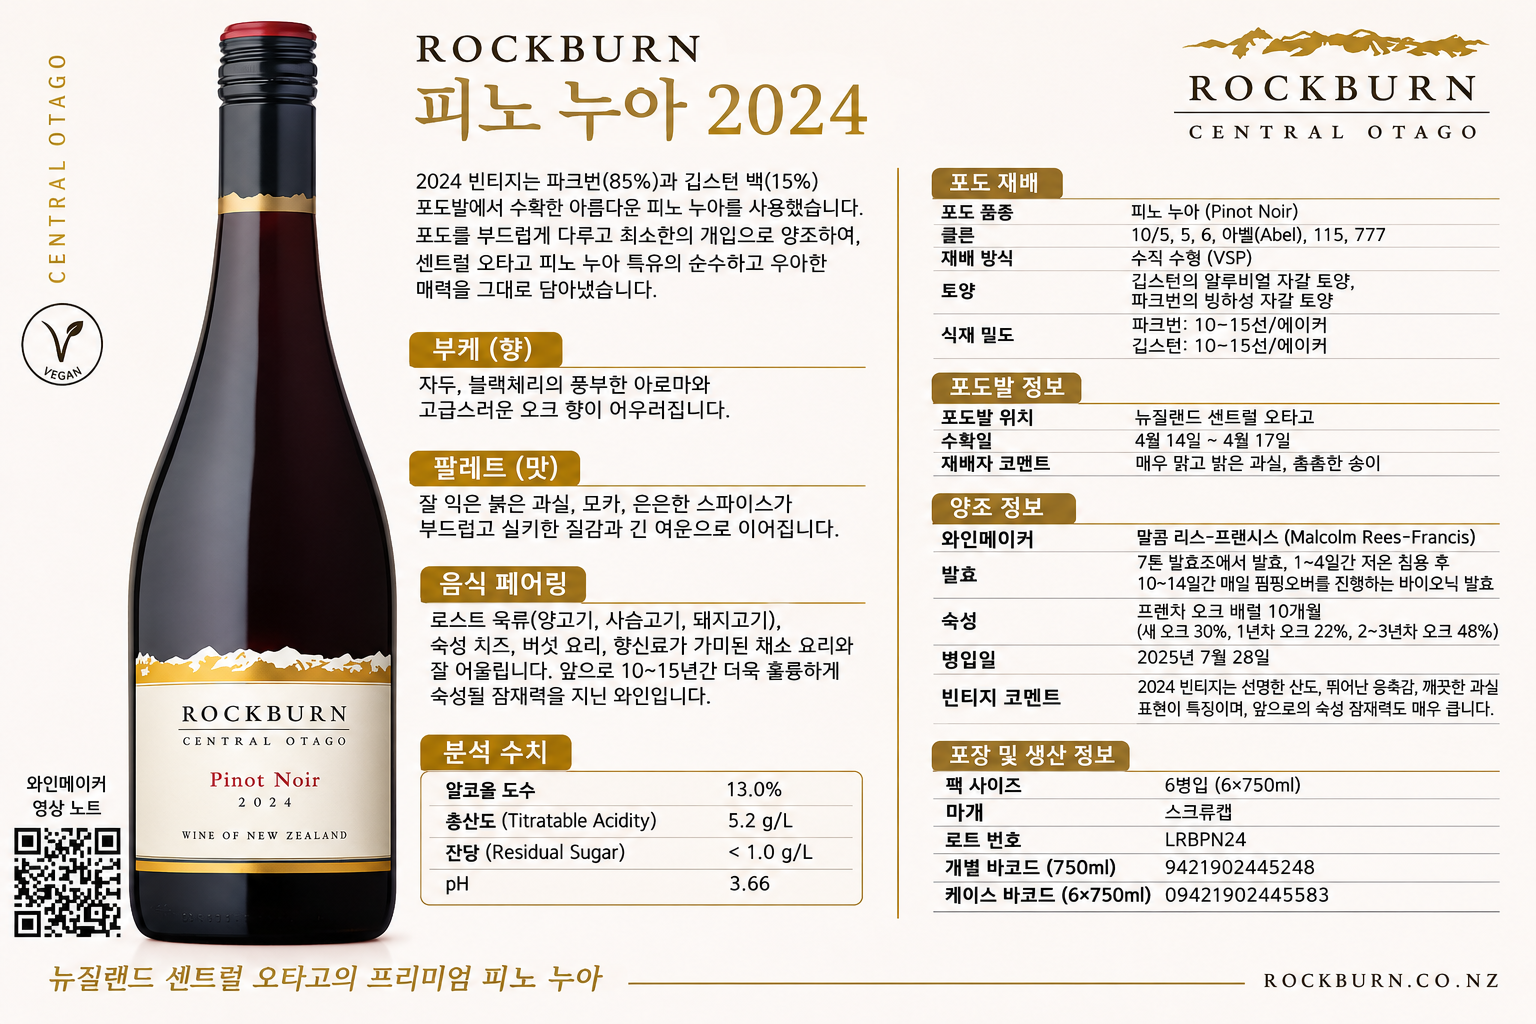 CENTRAL OTAGO
VEGAN
와인메이커
영상 노트
ROCKBURN
CENTRAL OTAGO
Pinot Noir
2024
WINE OF NEW ZEALAND
ROCKBURN
피노 누아 2024
2024 빈티지는 파크번(85%)과 깁스턴 백(15%)
포도발에서 수확한 아름다운 피노 누아를 사용했습니다.
포도를 부드럽게 다루고 최소한의 개입으로 양조하여,
센트럴 오타고 피노 누아 특유의 순수하고 우아한
매력을 그대로 담아냈습니다.
부케 (향)
자두, 블랙체리의 풍부한 아로마와
고급스러운 오크 향이 어우러집니다.
팔레트 (맛)
잘 익은 붉은 과실, 모카, 은은한 스파이스가
부드럽고 실키한 질감과 긴 여운으로 이어집니다.
음식 페어링
로스트 육류(양고기, 사슴고기, 돼지고기),
숙성 치즈, 버섯 요리, 향신료가 가미된 채소 요리와
잘 어울립니다. 앞으로 10~15년간 더욱 훌륭하게
숙성될 잠재력을 지닌 와인입니다.
분석 수치
알코올 도수 13.0%
총산도 (Titratable Acidity) 5.2 g/L
잔당 (Residual Sugar) < 1.0 g/L
pH 3.66
ROCKBURN
CENTRAL OTAGO
포도 재배
포도 품종 피노 누아 (Pinot Noir)
클론 10/5, 5, 6, 아벨(Abel), 115, 777
재배 방식 수직 수형 (VSP)
토양 깁스턴의 알루비얼 자갈 토양,
파크번의 빙하성 자갈 토양
식재 밀도 파크번: 10~15선/에이커
깁스턴: 10~15선/에이커
포도발 정보
포도발 위치 뉴질랜드 센트럴 오타고
수확일 4월 14일 ~ 4월 17일
재배자 코맨트 매우 맑고 밝은 과실, 촘촘한 송이
양조 정보
와인메이커 말콤 리스-프랜시스 (Malcolm Rees-Francis)
발효 7톤 발효조에서 발효, 1~4일간 저온 침용 후
10~14일간 매일 펌핑오버를 진행하는 바이오닉 발효
숙성 프렌차 오크 배럴 10개월
(새 오크 30%, 1년차 오크 22%, 2~3년차 오크 48%)
병입일 2025년 7월 28일
빈티지 코멘트 2024 빈티지는 선명한 산도, 뛰어난 응축감, 깨끗한 과실
표현이 특징이며, 앞으로의 숙성 잠재력도 매우 큽니다.
포장 및 생산 정보
팩 사이즈 6병입 (6×750ml)
마개 스크류캡
로트 번호 LRBPN24
개별 바코드 (750ml) 9421902445248
케이스 바코드 (6×750ml) 09421902445583
뉴질랜드 센트럴 오타고의 프리미엄 피노 누아
ROCKBURN.CO.NZ